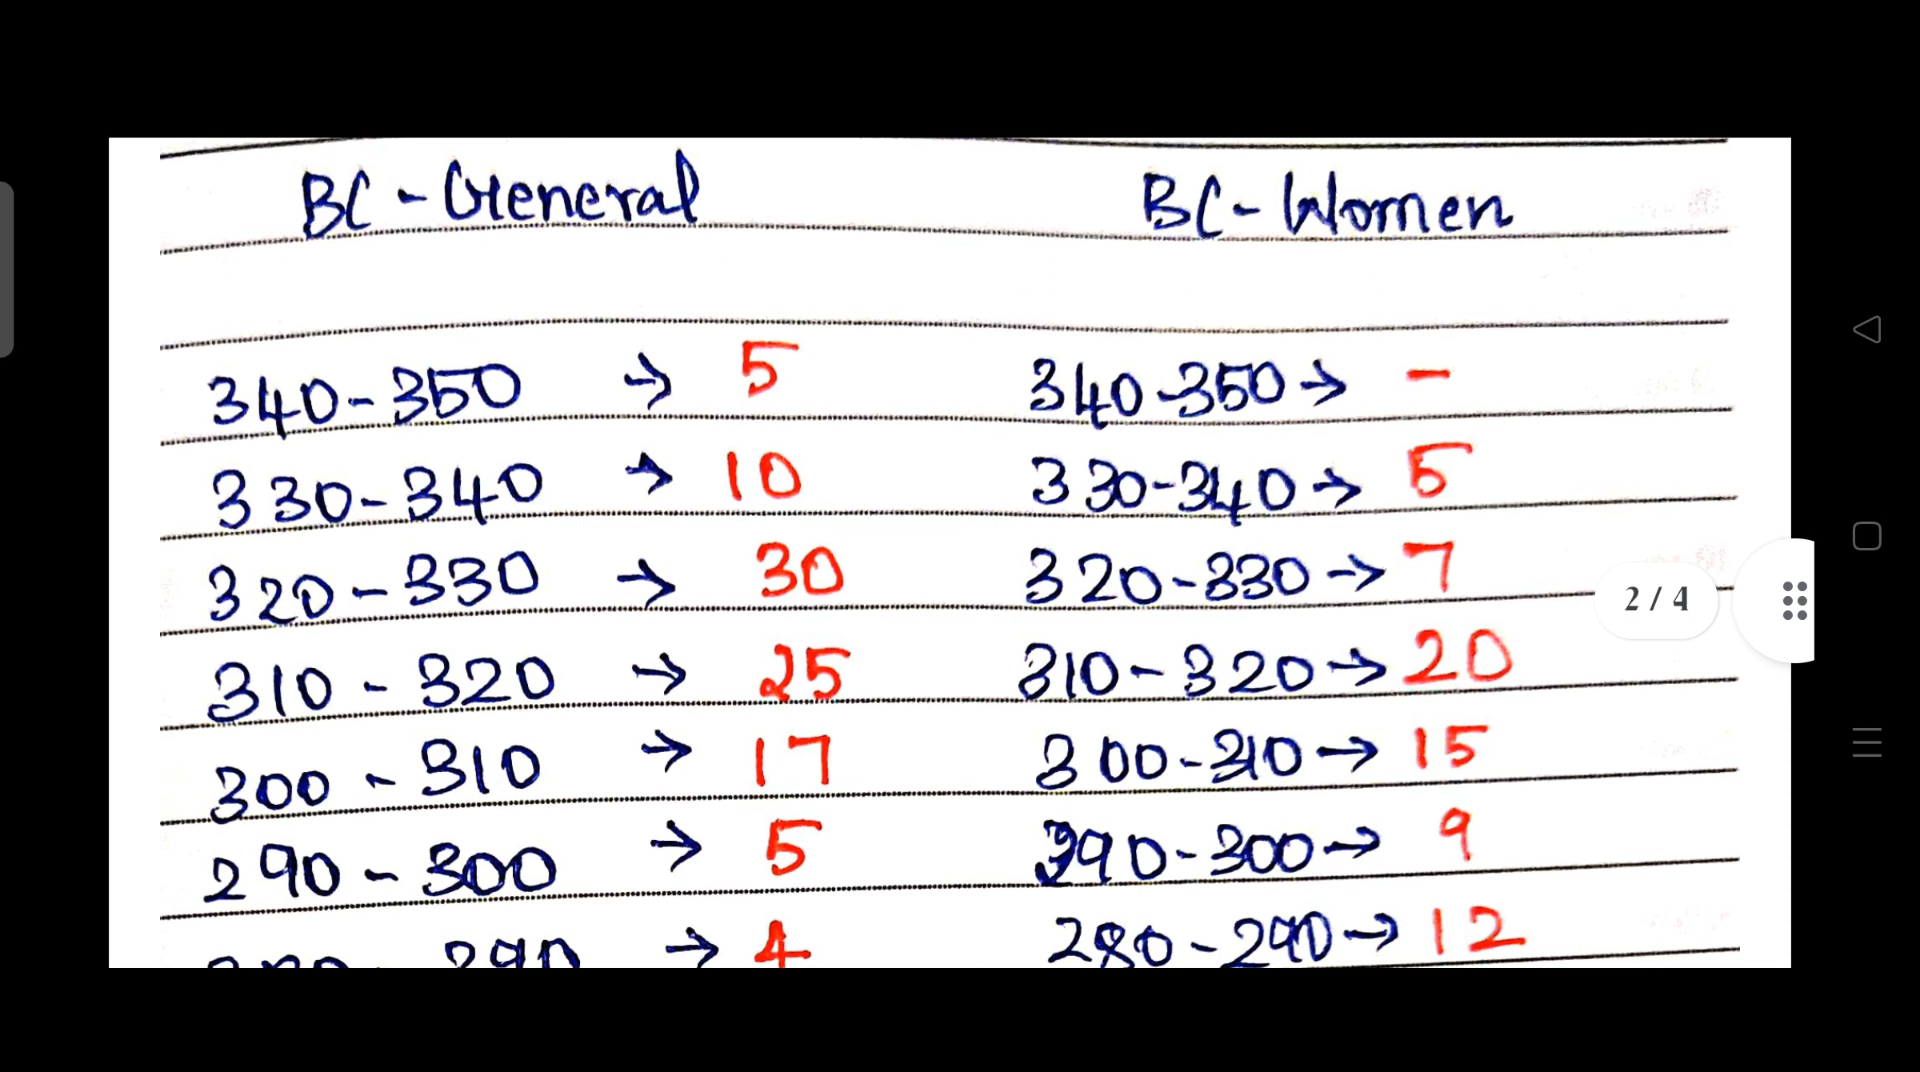 BC - General BC - Women
340-350 → 5 340-350 → -
330-340 → 10 330-340 → 5
320-330 → 30 320-330 → 7
310 - 320 → 25 310-320 → 20
300 - 310 → 17 300-310 → 15
290 - 300 → 5 290-300 → 9
290 → 4 280-290 → 12
2 / 4